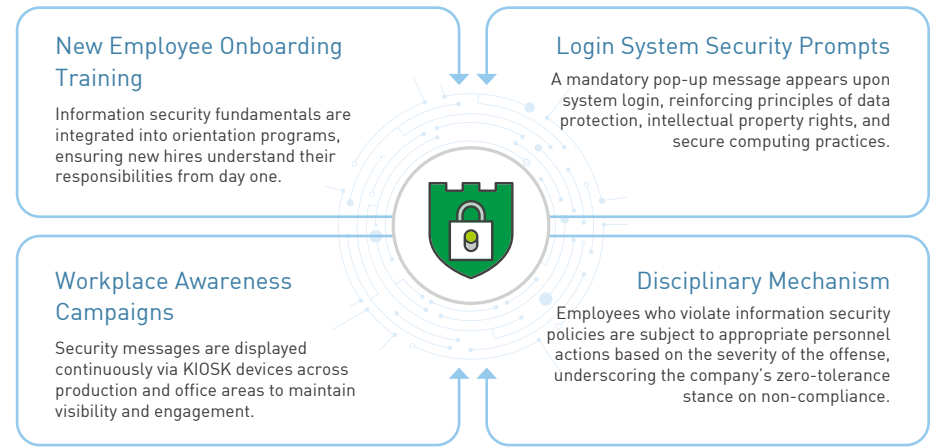 New Employee Onboarding
Training
Information security fundamentals are
integrated into orientation programs,
ensuring new hires understand their
responsibilities from day one.
Login System Security Prompts
A mandatory pop-up message appears upon
system login, reinforcing principles of data
protection, intellectual property rights, and
secure computing practices.
Workplace Awareness
Campaigns
Security messages are displayed
continuously via KIOSK devices across
production and office areas to maintain
visibility and engagement.
Disciplinary Mechanism
Employees who violate information security
policies are subject to appropriate personnel
actions based on the severity of the offense,
underscoring the company's zero-tolerance
stance on non-compliance.